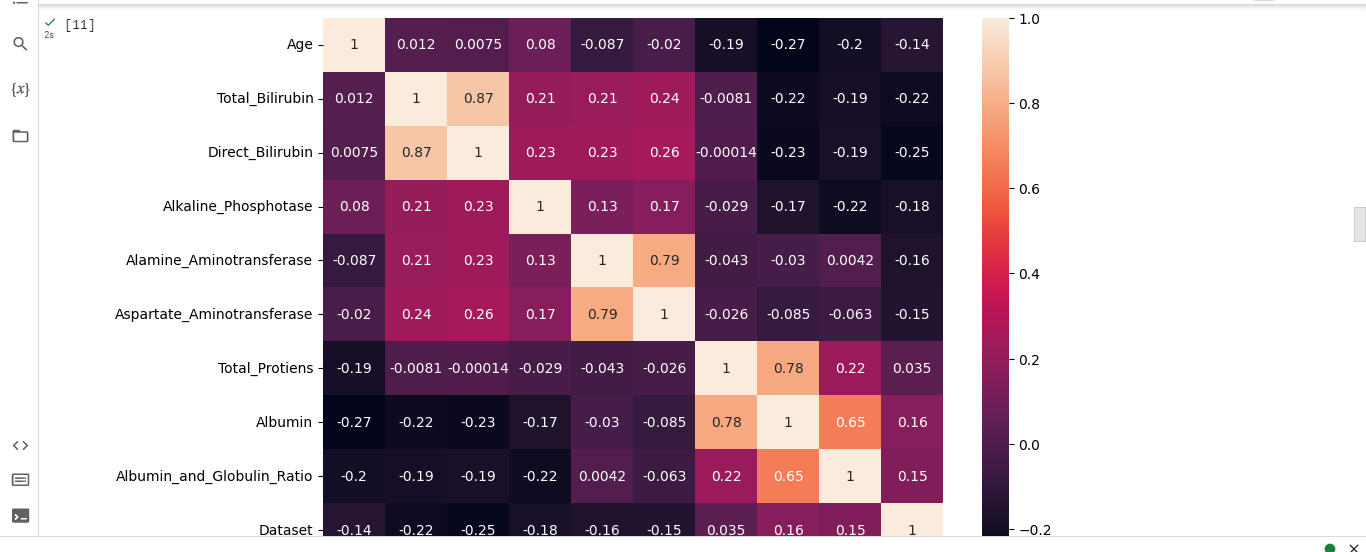 [11]
2s
{x}
<>
Age 1 0.012 0.0075 0.08 -0.087 -0.02 -0.19 -0.27 -0.2 -0.14
Total_Bilirubin 0.012 1 0.87 0.21 0.21 0.24 -0.0081 -0.22 -0.19 -0.22
Direct_Bilirubin 0.0075 0.87 1 0.23 0.23 0.26 -0.00014 -0.23 -0.19 -0.25
Alkaline_Phosphotase 0.08 0.21 0.23 1 0.13 0.17 -0.029 -0.17 -0.22 -0.18
Alamine_Aminotransferase -0.087 0.21 0.23 0.13 1 0.79 -0.043 -0.03 0.0042 -0.16
Aspartate_Aminotransferase -0.02 0.24 0.26 0.17 0.79 1 -0.026 -0.085 -0.063 -0.15
Total_Protiens -0.19 -0.0081 -0.00014 -0.029 -0.043 -0.026 1 0.78 0.22 0.035
Albumin -0.27 -0.22 -0.23 -0.17 -0.03 -0.085 0.78 1 0.65 0.16
Albumin_and_Globulin_Ratio -0.2 -0.19 -0.19 -0.22 0.0042 -0.063 0.22 0.65 1 0.15
Dataset -0.14 -0.22 -0.25 -0.18 -0.16 -0.15 0.035 0.16 0.15 1
1.0
0.8
0.6
0.4
0.2
0.0
−0.2